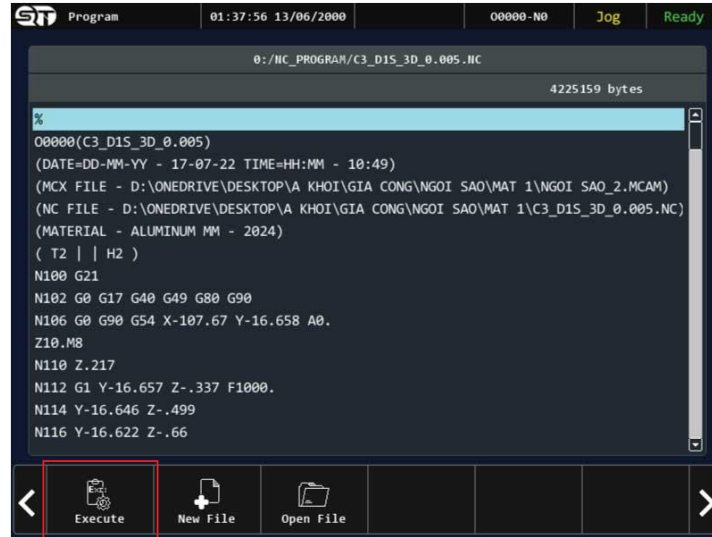 Program 01:37:56 13/06/2000 O0000-N0 Jog Ready
0:/NC_PROGRAM/C3_D1S_3D_0.005.NC
4225159 bytes
%
O0000(C3_D1S_3D_0.005)
(DATE=DD-MM-YY - 17-07-22 TIME=HH:MM - 10:49)
(MCX FILE - D:\ONEDRIVE\DESKTOP\A KHOI\GIA CONG\NGOI SAO\MAT 1\NGOI SAO_2.MCAM)
(NC FILE - D:\ONEDRIVE\DESKTOP\A KHOI\GIA CONG\NGOI SAO\MAT 1\C3_D1S_3D_0.005.NC)
(MATERIAL - ALUMINUM MM - 2024)
( T2 | | H2 )
N100 G21
N102 G0 G17 G40 G49 G80 G90
N106 G0 G90 G54 X-107.67 Y-16.658 A0.
Z10.M8
N110 Z.217
N112 G1 Y-16.657 Z-.337 F1000.
N114 Y-16.646 Z-.499
N116 Y-16.622 Z-.66
Execute New File Open File